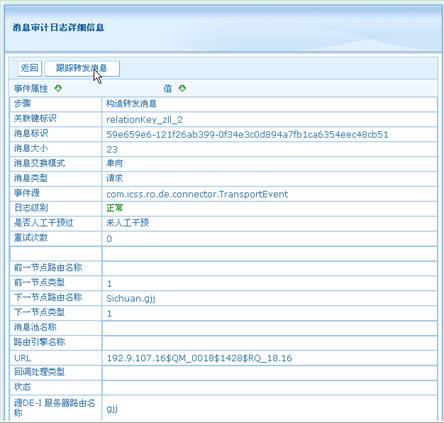 消息审计日志详细信息
返回 跟踪转发消息
事件属性 值
步骤 构造转发消息
关联键标识 relationKey_zll_2
消息标识 59e659e6-121f26ab399-0f34e3c0d894a7fb1ca6354eec48cb51
消息大小 23
消息交换模式 单向
消息类型 请求
事件源 com.icss.ro.de.connector.TransportEvent
日志级别 正常
是否人工干预过 未人工干预
重试次数 0
前一节点路由名称
前一节点类型 1
下一节点路由名称 Sichuan.gjj
下一节点类型 1
消息池名称
路由引擎名称
URL 192.9.107.16$QM_0018$1428$RQ_18.16
回调处理类型
状态
源DE-I 服务器路由名称 gjj